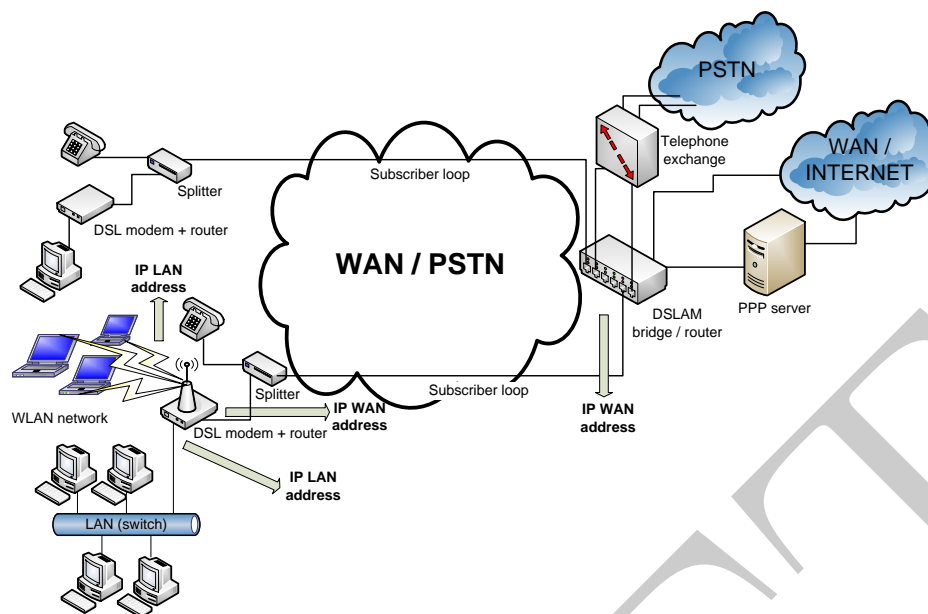 PSTN
Telephone
exchange
WAN /
INTERNET
Splitter
Subscriber loop
DSL modem + router
WAN / PSTN
IP LAN
address
DSLAM
bridge / router
PPP server
WLAN network
Splitter
Subscriber loop
DSL modem + router
IP WAN
address
IP WAN
address
IP LAN
address
LAN (switch)